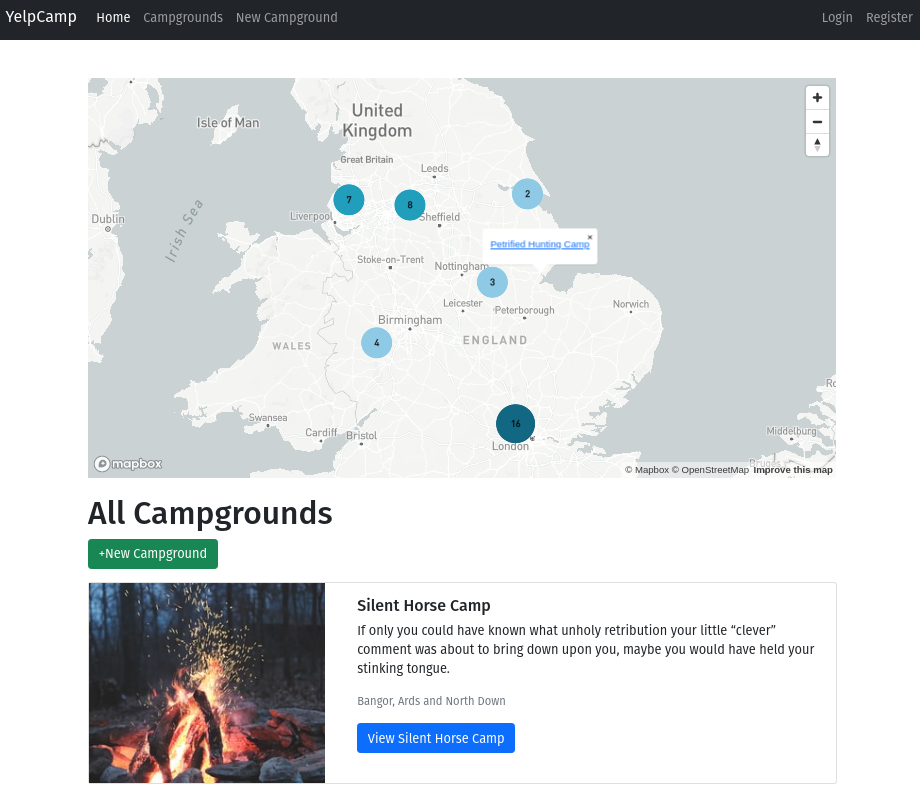 YelpCamp Home Campgrounds New Campground Login Register
United
Kingdom
Isle of Man
Great Britain
Leeds
2
7
8
Dublin
Liverpool
Sheffield
Irish Sea
×
Petrified Hunting Camp
Stoke-on-Trent
Nottingham
3
Leicester
Peterborough
Norwich
Birmingham
ENGLAND
WALES
4
Swansea
16
Cardiff
Bristol
London
Middelburg
mapbox
© Mapbox © OpenStreetMap Improve this map
All Campgrounds
+New Campground
Silent Horse Camp
If only you could have known what unholy retribution your little “clever”
comment was about to bring down upon you, maybe you would have held your
stinking tongue.
Bangor, Ards and North Down
View Silent Horse Camp